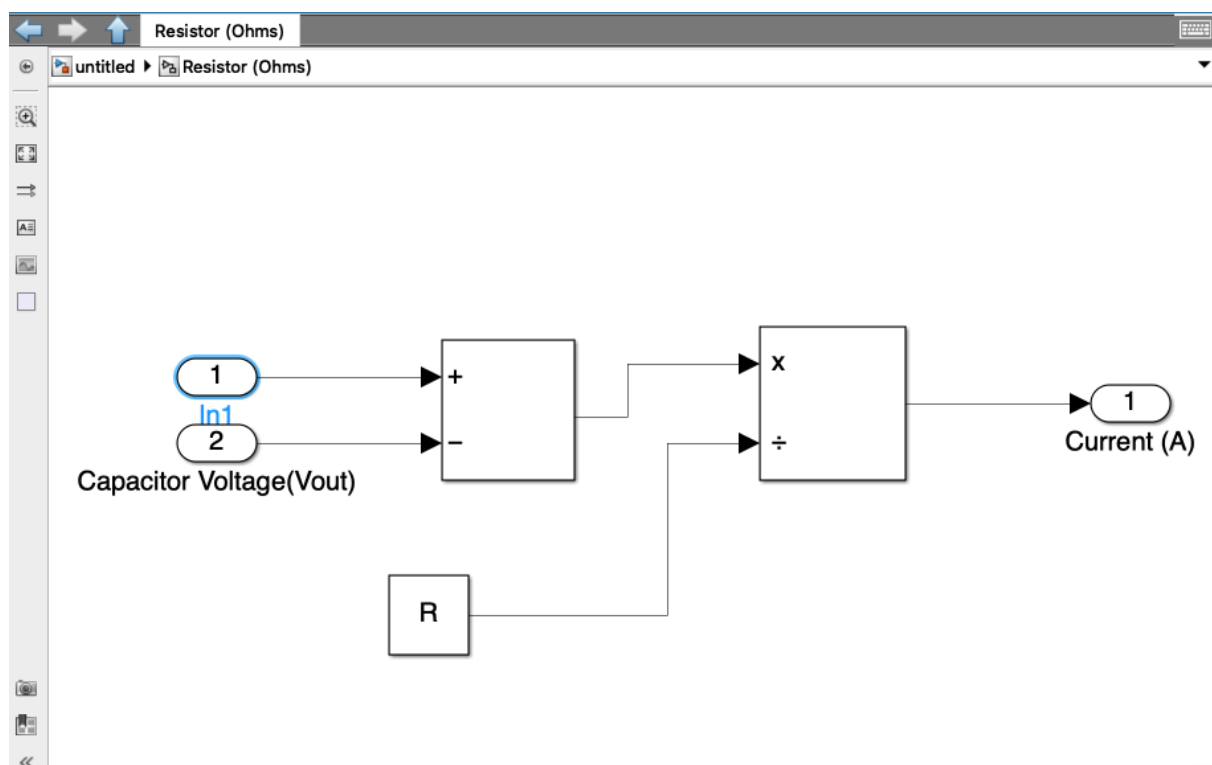 Resistor (Ohms)
untitled Resistor (Ohms)
1
+
x
In1
2
−
÷
1
Capacitor Voltage(Vout)
Current (A)
R